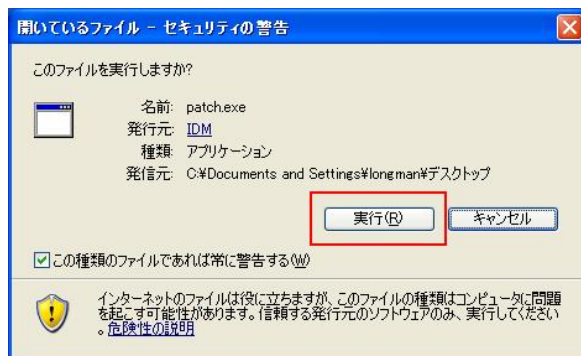 開いているファイル － セキュリティの警告
このファイルを実行しますか?
名前: patch.exe
発行元: IDM
種類: アプリケーション
発信元: C:¥Documents and Settings¥longman¥デスクトップ
実行(R) キャンセル
この種類のファイルであれば常に警告する(W)
インターネットのファイルは役に立ちますが、このファイルの種類はコンピュータに問題
を起こす可能性があります。信頼する発行元のソフトウェアのみ、実行してください
。危険性の説明